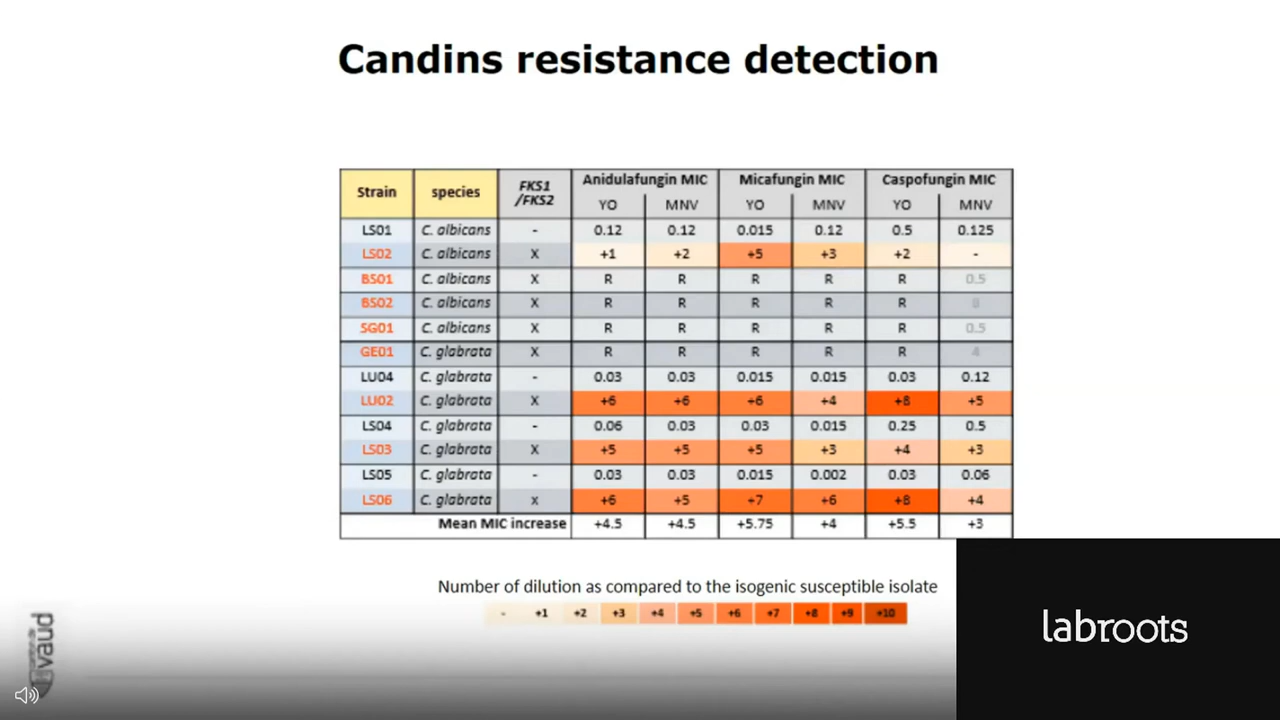 Candins resistance detection
Strain species FKS1 /FKS2 Anidulafungin MIC Micafungin MIC Caspofungin MIC
YO MNV YO MNV YO MNV
LS01 C. albicans - 0.12 0.12 0.015 0.12 0.5 0.125
LS02 C. albicans X +1 +2 +5 +3 +2 -
BS01 C. albicans X R R R R R 0.5
BS02 C. albicans X R R R R R
SG01 C. albicans X R R R R R 0.5
GE01 C. glabrata X R R R R R 4
LU04 C. glabrata - 0.03 0.03 0.015 0.015 0.03 0.12
LU02 C. glabrata X +6 +6 +6 +4 +8 +5
LS04 C. glabrata - 0.06 0.03 0.03 0.015 0.25 0.5
LS03 C. glabrata X +5 +5 +5 +3 +4 +3
LS05 C. glabrata - 0.03 0.03 0.015 0.002 0.03 0.06
LS06 C. glabrata x +6 +5 +7 +6 +8 +4
Mean MIC increase +4.5 +4.5 +5.75 +4 +5.5 +3
Number of dilution as compared to the isogenic susceptible isolate
- +1 +2 +3 +4 +5 +6 +7 +8 +9 +10
vaud
labroots